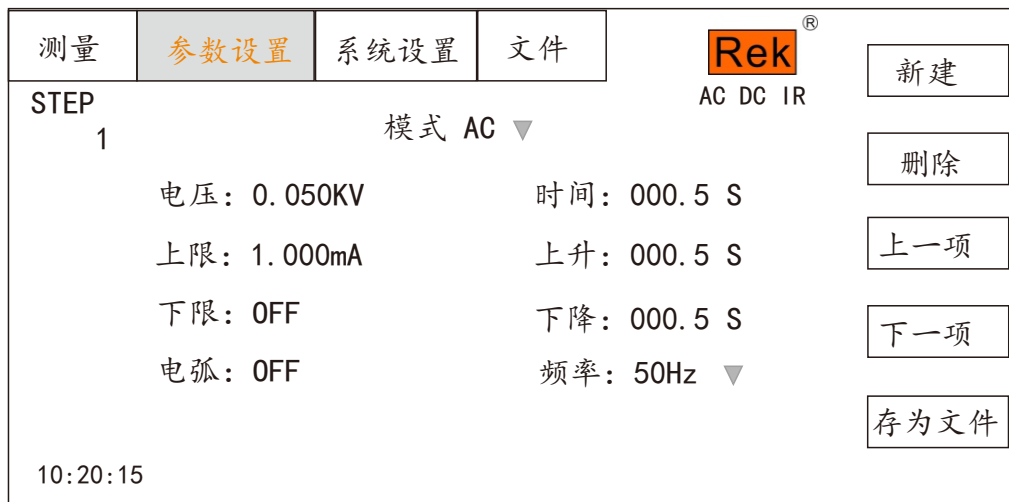 测量 参数设置 系统设置 文件
Rek®
AC DC IR
STEP
1
模式 AC ▼
电压：0.050KV 时间：000.5 S
上限：1.000mA 上升：000.5 S
下限：OFF 下降：000.5 S
电弧：OFF 频率：50Hz ▼
10:20:15
新建
删除
上一项
下一项
存为文件